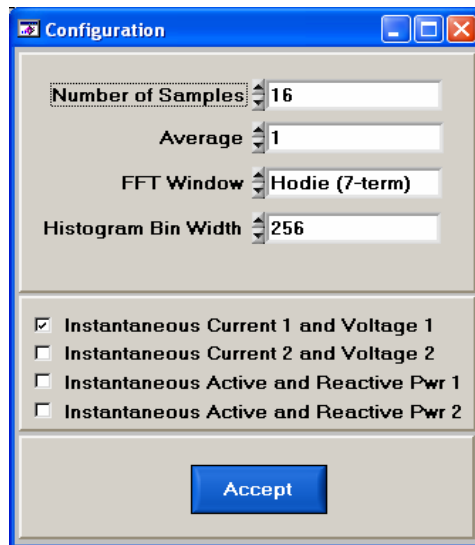 Configuration
Number of Samples 16
Average 1
FFT Window Hodie (7-term)
Histogram Bin Width 256
Instantaneous Current 1 and Voltage 1
Instantaneous Current 2 and Voltage 2
Instantaneous Active and Reactive Pwr 1
Instantaneous Active and Reactive Pwr 2
Accept